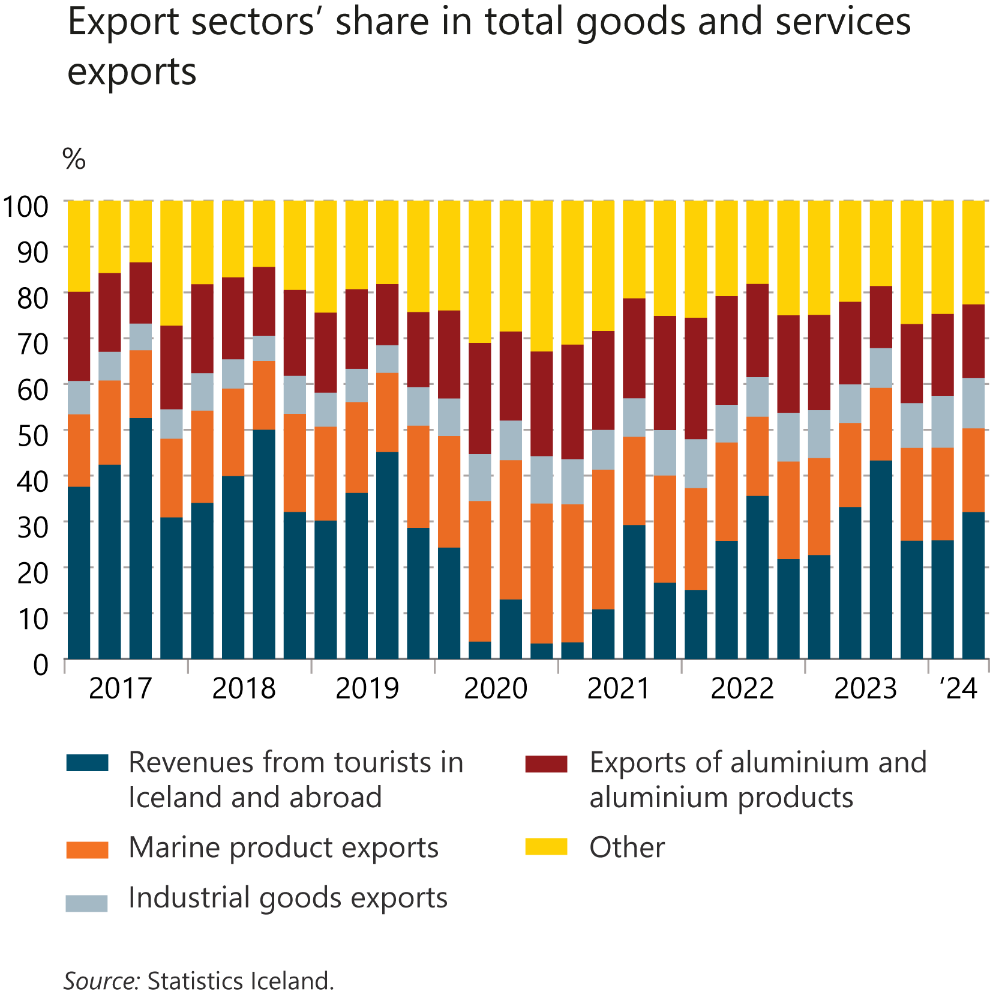 Export sectors’ share in total goods and services
exports
%
100
90
80
70
60
50
40
30
20
10
0
2017 2018 2019 2020 2021 2022 2023 ‘24
Revenues from tourists in
Iceland and abroad
Marine product exports
Industrial goods exports
Exports of aluminium and
aluminium products
Other
Source: Statistics Iceland.